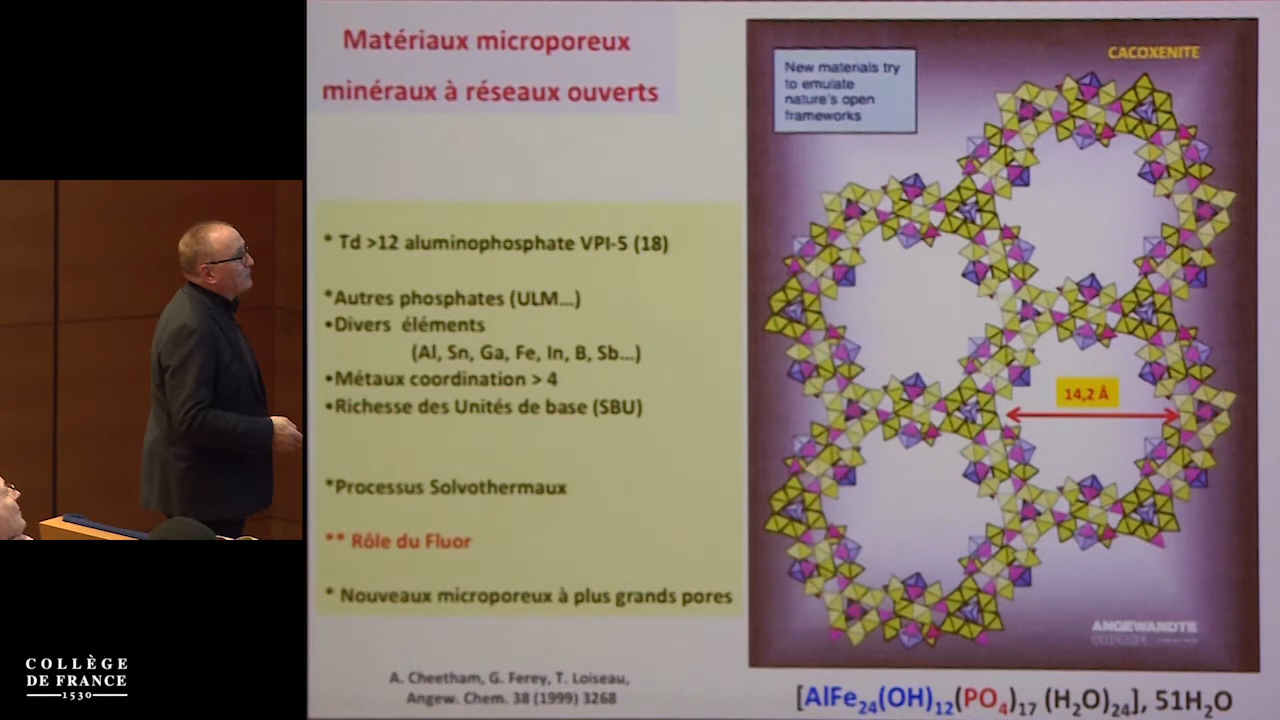 Matériaux microporeux
minéraux à réseaux ouverts
* Td >12 aluminophosphate VPI-5 (18)
*Autres phosphates (ULM...)
•Divers éléments
(Al, Sn, Ga, Fe, In, B, Sb...)
•Métaux coordination > 4
•Richesse des Unités de base (SBU)
*Processus Solvothermaux
** Rôle du Fluor
* Nouveaux microporeux à plus grands pores
A. Cheetham, G. Ferey, T. Loiseau,
Angew. Chem. 38 (1999) 3268
CACOXENITE
New materials try
to emulate
nature's open
frameworks
14,2 Å
ANGEWANDTE
[AlFe24(OH)12(PO4)17 (H2O)24], 51H2O
COLLÈGE
DE FRANCE
1530